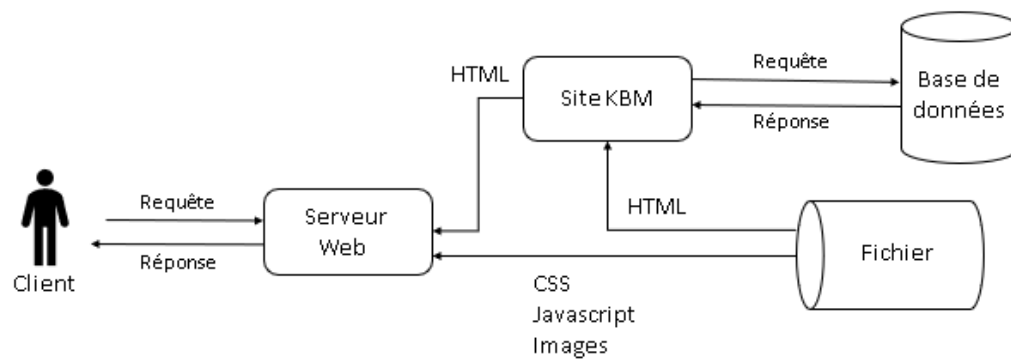 HTML
Site KBM
Requête
Réponse
Base de
données
Requête
Réponse
Client
Serveur
Web
HTML
Fichier
CSS
Javascript
Images